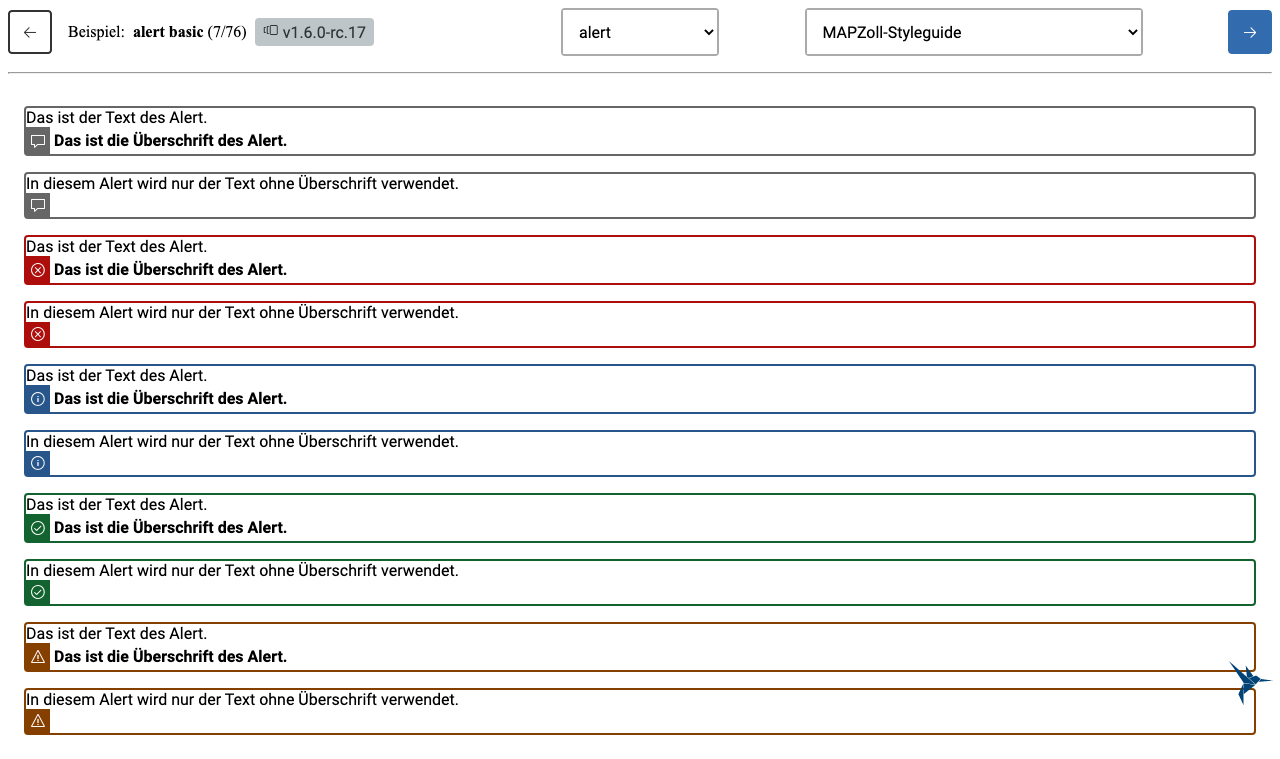 Beispiel: alert basic (7/76) v1.6.0-rc.17 alert MAPZoll-Styleguide
Das ist der Text des Alert.
Das ist die Überschrift des Alert.
In diesem Alert wird nur der Text ohne Überschrift verwendet.
Das ist der Text des Alert.
Das ist die Überschrift des Alert.
In diesem Alert wird nur der Text ohne Überschrift verwendet.
Das ist der Text des Alert.
Das ist die Überschrift des Alert.
In diesem Alert wird nur der Text ohne Überschrift verwendet.
Das ist der Text des Alert.
Das ist die Überschrift des Alert.
In diesem Alert wird nur der Text ohne Überschrift verwendet.
Das ist der Text des Alert.
Das ist die Überschrift des Alert.
In diesem Alert wird nur der Text ohne Überschrift verwendet.